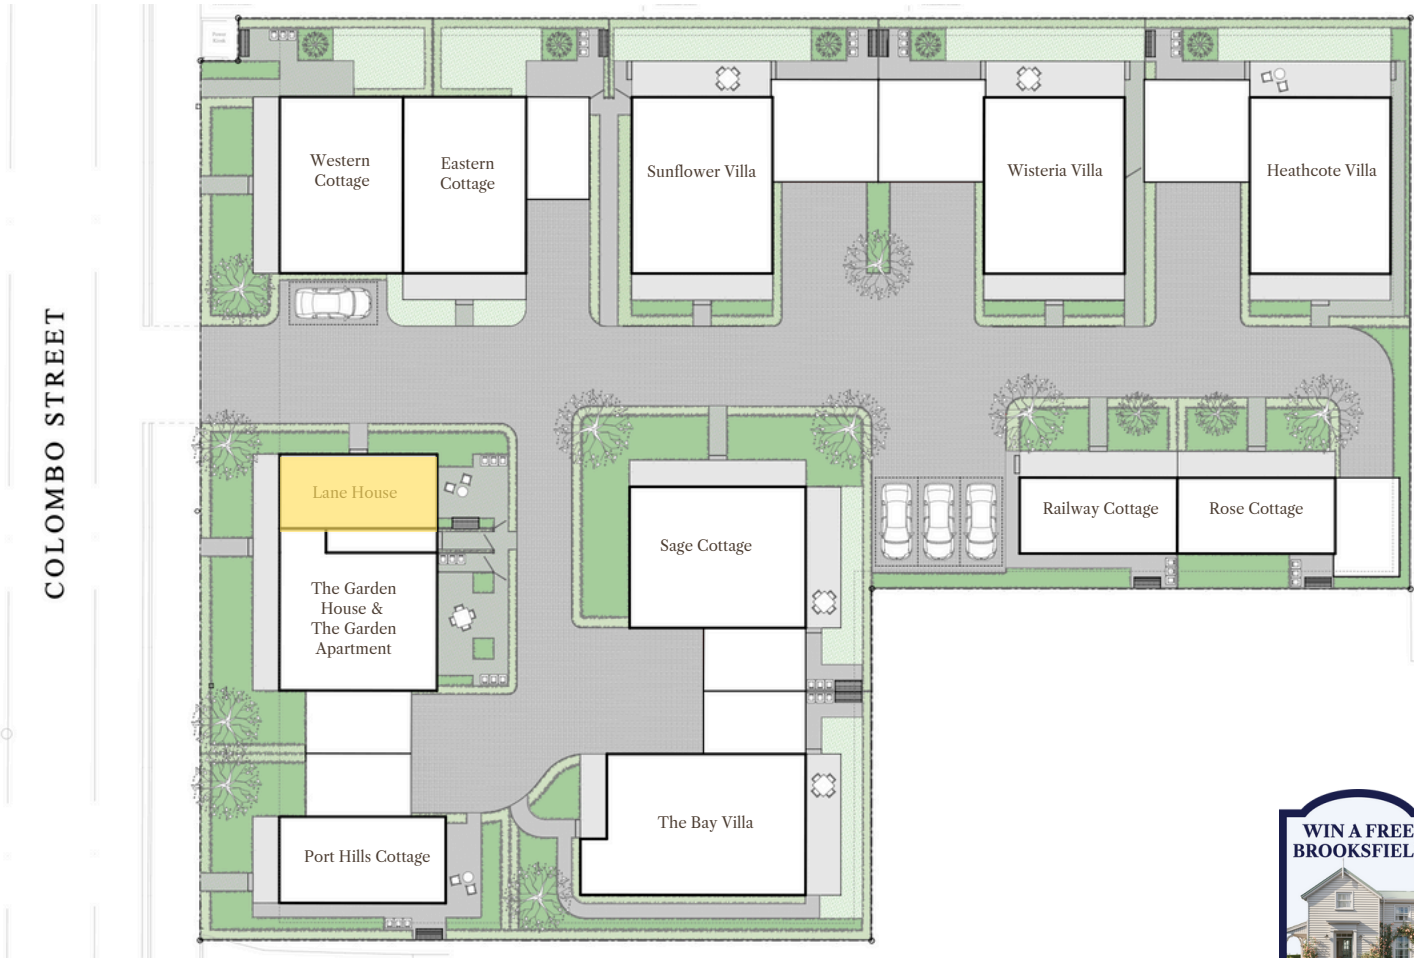 Western
Cottage
Eastern
Cottage
Sunflower Villa
Wisteria Villa
Heathcote Villa
COLOMBO STREET
Lane House
The Garden
House &
The Garden
Apartment
Sage Cottage
Railway Cottage
Rose Cottage
The Bay Villa
Port Hills Cottage
WIN A FREE
BROOKSFIEL